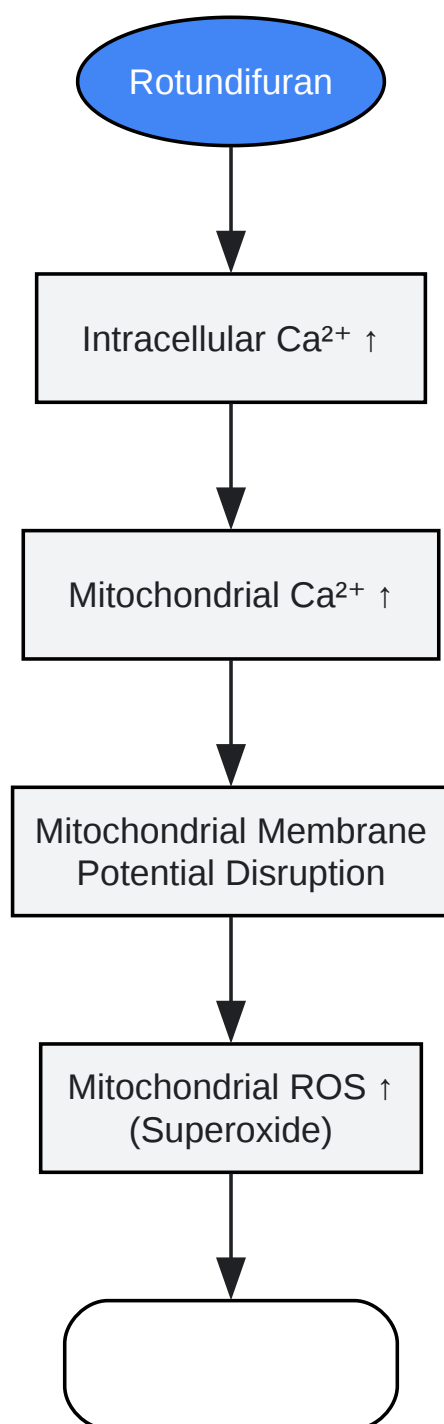 Rotundifuran
Intracellular Ca²⁺ ↑
Mitochondrial Ca²⁺ ↑
Mitochondrial Membrane
Potential Disruption
Mitochondrial ROS ↑
(Superoxide)